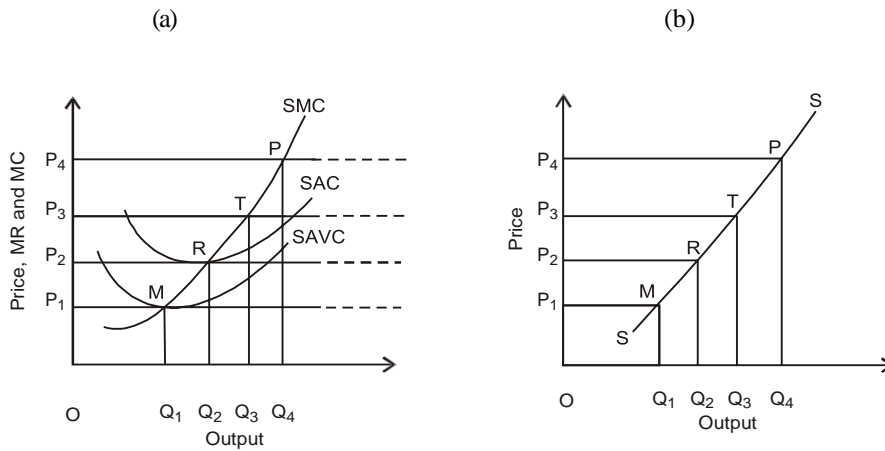 (a)
(b)
SMC
S
P
P
P₄
P₄
SAC
T
T
P₃
P₃
SAVC
R
R
P₂
P₂
M
M
P₁
P₁
S
Price, MR and MC
Price
O
Q₁
Q₂
Q₃
Q₄
Output
O
Q₁
Q₂
Q₃
Q₄
Output